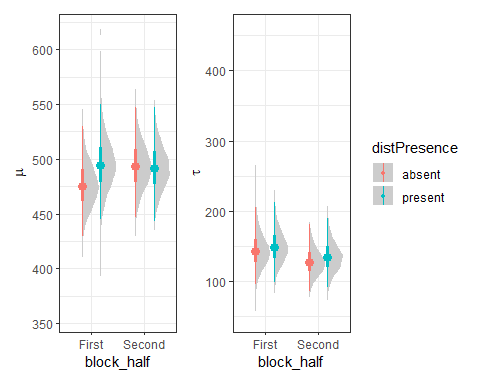 600
550
500
450
400
350
μ
First
Second
block_half
400
300
200
100
τ
First
Second
block_half
distPresence
absent
present